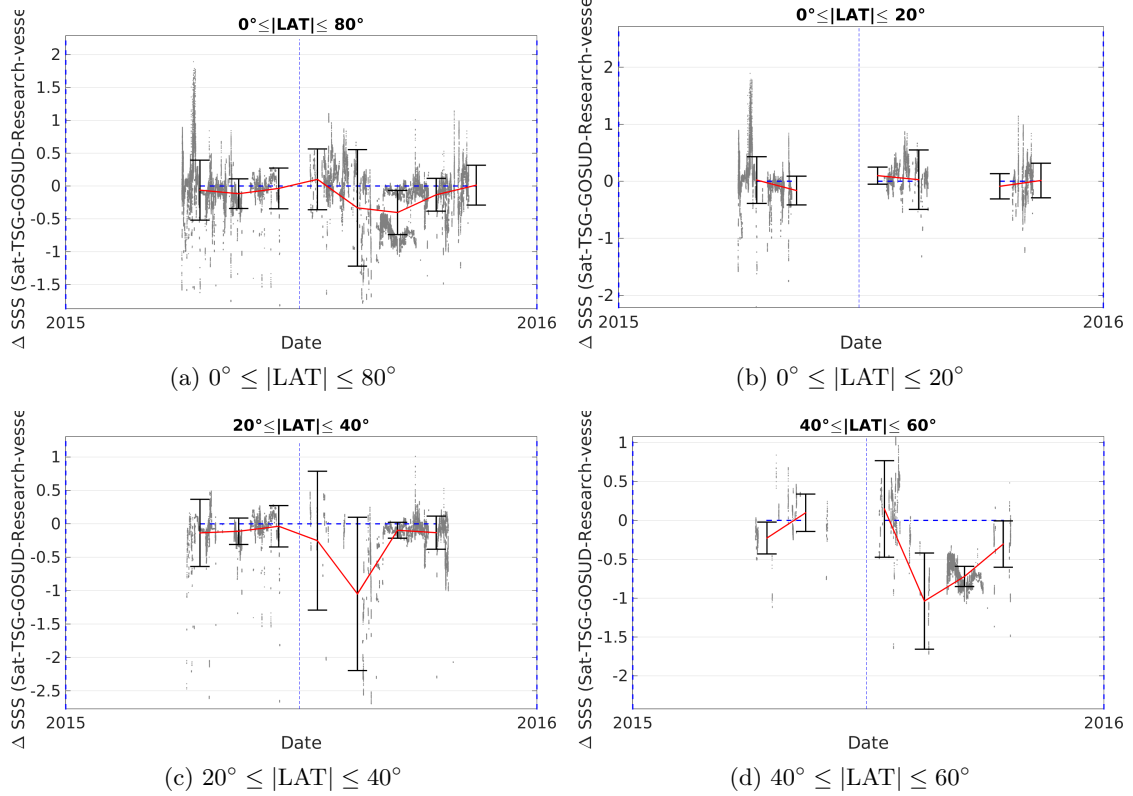 0°≤|LAT|≤ 80°
Δ SSS (Sat-TSG-GOSUD-Research-vesse
2
1.5
1
0.5
0
-0.5
-1
-1.5
2015
2016
Date
(a) 0° ≤ |LAT| ≤ 80°
0°≤|LAT|≤ 20°
Δ SSS (Sat-TSG-GOSUD-Research-vesse
2
1
0
-1
-2
2015
2016
Date
(b) 0° ≤ |LAT| ≤ 20°
20°≤|LAT|≤ 40°
Δ SSS (Sat-TSG-GOSUD-Research-vesse
1
0.5
0
-0.5
-1
-1.5
-2
-2.5
2015
2016
Date
(c) 20° ≤ |LAT| ≤ 40°
40°≤|LAT|≤ 60°
Δ SSS (Sat-TSG-GOSUD-Research-vesse
1
0.5
0
-0.5
-1
-1.5
-2
2015
2016
Date
(d) 40° ≤ |LAT| ≤ 60°